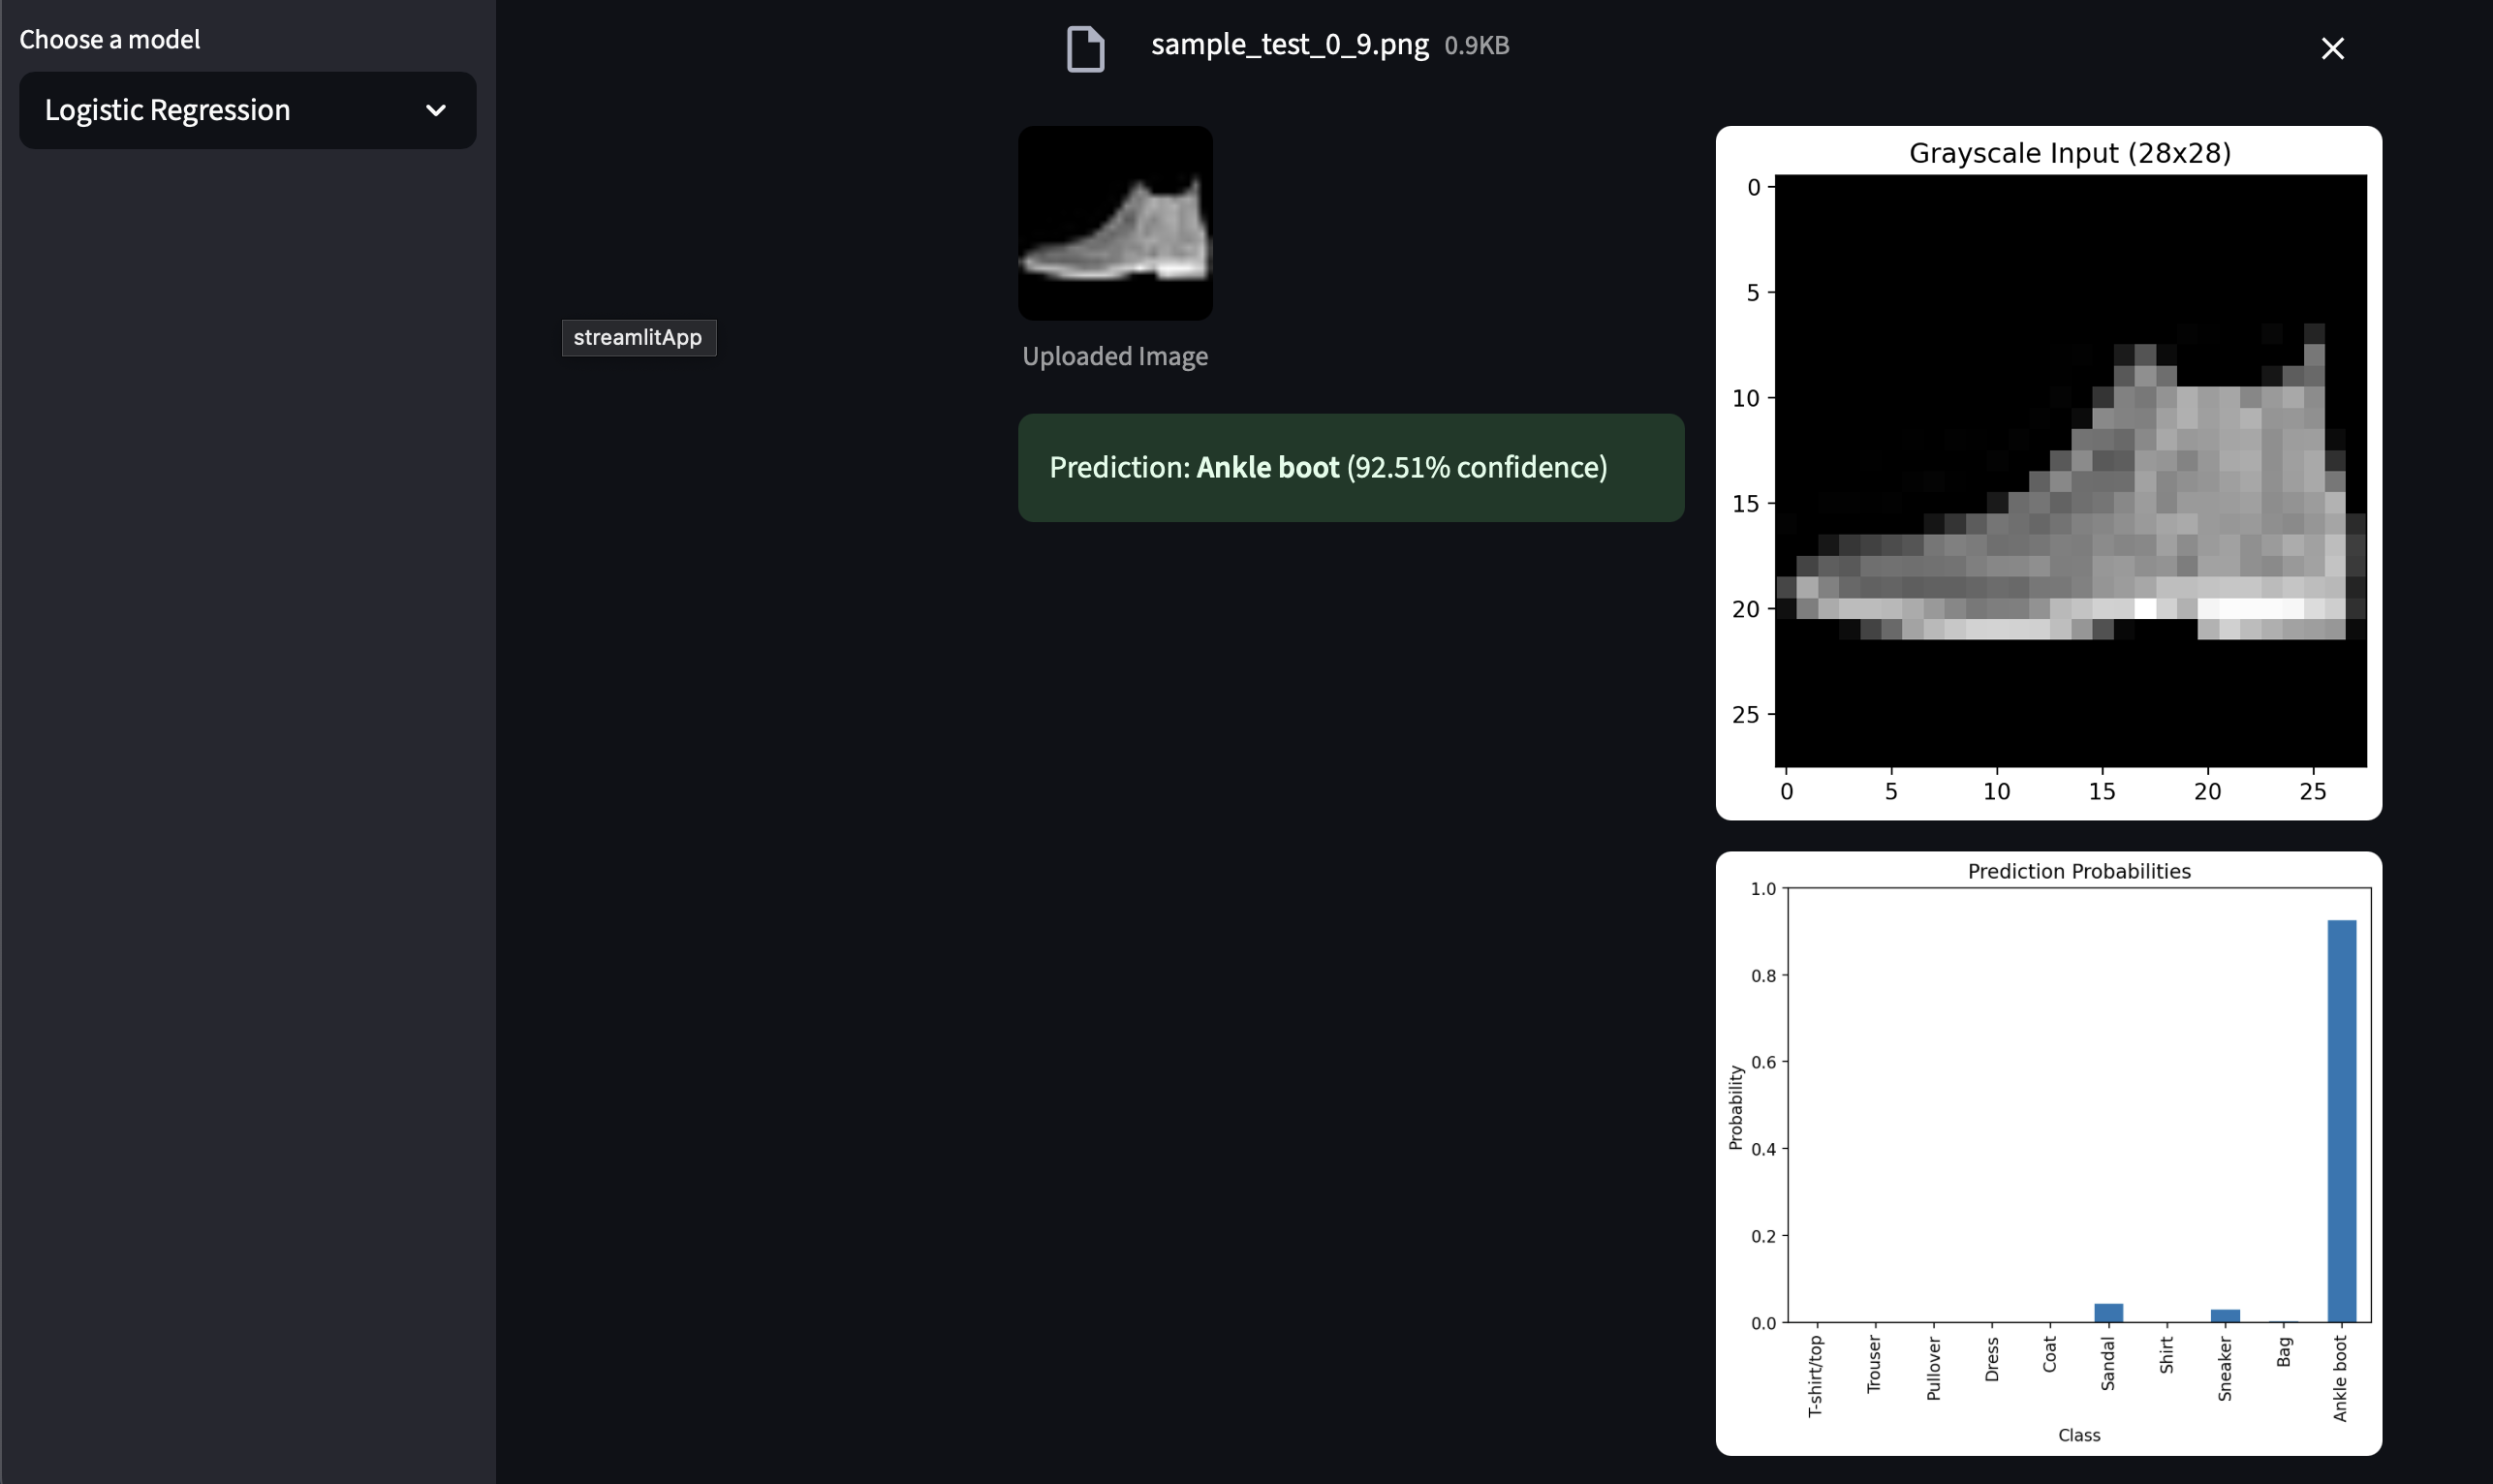 Choose a model
Logistic Regression
sample_test_0_9.png 0.9KB
streamlitApp
Uploaded Image
Prediction: Ankle boot (92.51% confidence)
Grayscale Input (28x28)
0
5
10
15
20
25
0 5 10 15 20 25
Prediction Probabilities
1.0
0.8
0.6
0.4
0.2
0.0
Probability
T-shirt/top
Trouser
Pullover
Dress
Coat
Sandal
Shirt
Sneaker
Bag
Ankle boot
Class